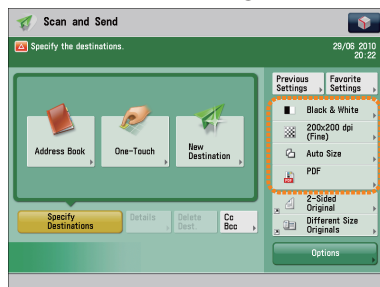 Scan and Send
Specify the destinations.
29/06 2010
20:22
Previous
Settings
Favorite
Settings
Black & White
200x200 dpi
(Fine)
Auto Size
PDF
PDF
Address Book
One-Touch
New
Destination
2-Sided
Original
Different Size
Originals
Specify
Destinations
Details
Delete
Dest.
Cc
Bcc
Options